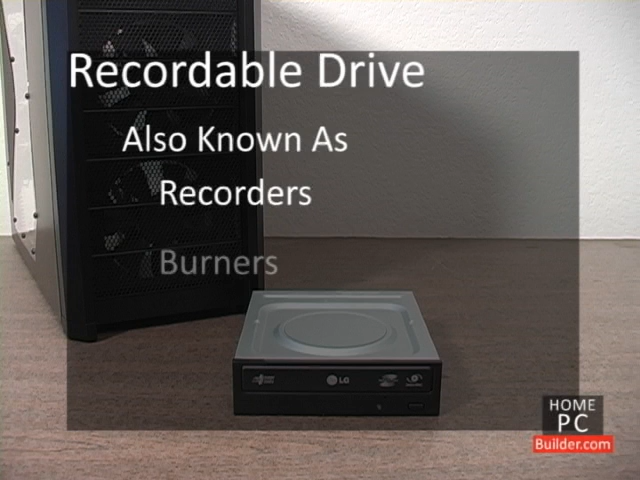 Recordable Drive
Also Known As
Recorders
Burners
LG
HOME
PC
Builder.com